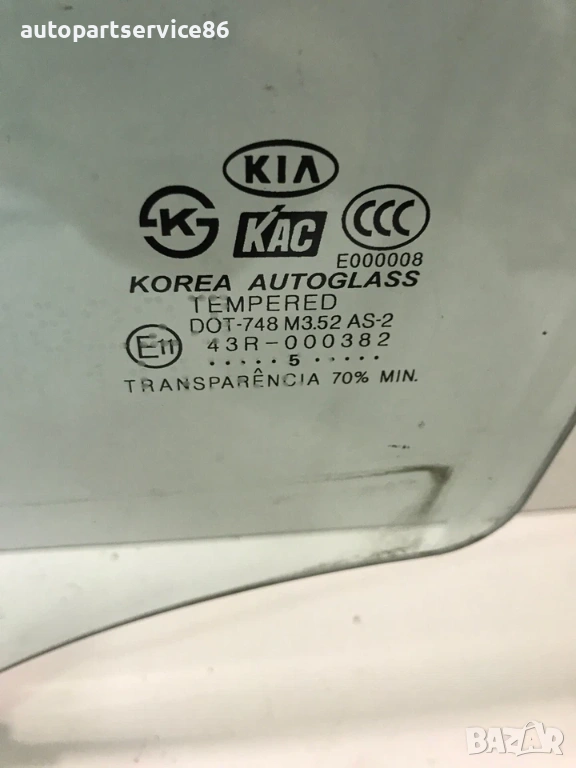 autopartservice86
KIA
K
KAC
CCC
E000008
KOREA AUTOGLASS
TEMPERED
DOT-748 M3.52 AS-2
E11
43R-000382
..... 5 .....
TRANSPARÊNCIA 70% MIN.
BAZAR